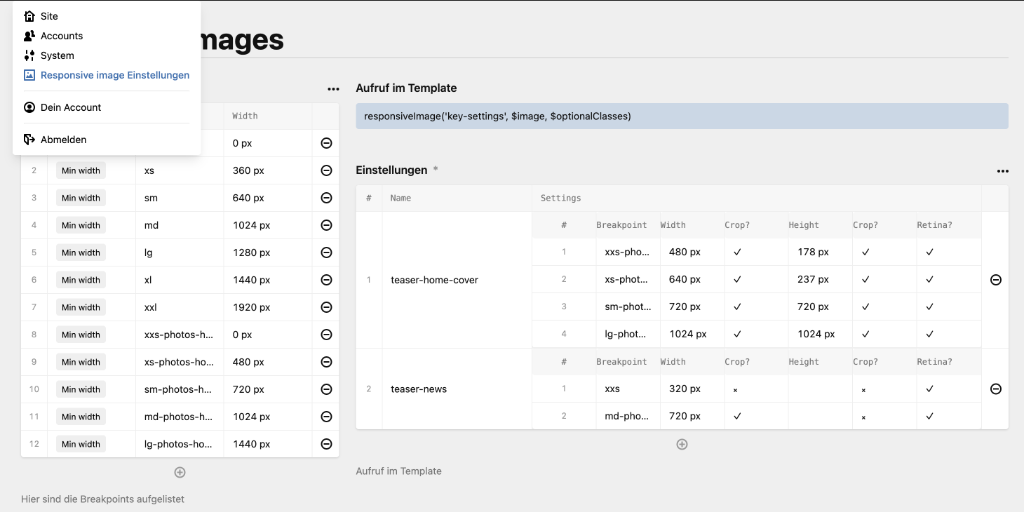 Site
Accounts
System
Responsive image Einstellungen
Dein Account
Abmelden
mages
Width
0 px
2 Min width xs 360 px
3 Min width sm 640 px
4 Min width md 1024 px
5 Min width lg 1280 px
6 Min width xl 1440 px
7 Min width xxl 1920 px
8 Min width xxs-photos-h... 0 px
9 Min width xs-photos-ho... 480 px
10 Min width sm-photos-h... 720 px
11 Min width md-photos-h... 1024 px
12 Min width lg-photos-ho... 1440 px
Hier sind die Breakpoints aufgelistet
Aufruf im Template
responsiveImage('key-settings', $image, $optionalClasses)
Einstellungen *
# Name Settings
# Breakpoint Width Crop? Height Crop? Retina?
1 teaser-home-cover
1 xxs-pho... 480 px ✓ 178 px ✓ ✓
2 xs-phot... 640 px ✓ 237 px ✓ ✓
3 sm-phot... 720 px ✓ 720 px ✓ ✓
4 lg-phot... 1024 px ✓ 1024 px ✓ ✓
# Breakpoint Width Crop? Height Crop? Retina?
2 teaser-news
1 xxs 320 px × × ✓
2 md-pho... 720 px ✓ × ✓
Aufruf im Template